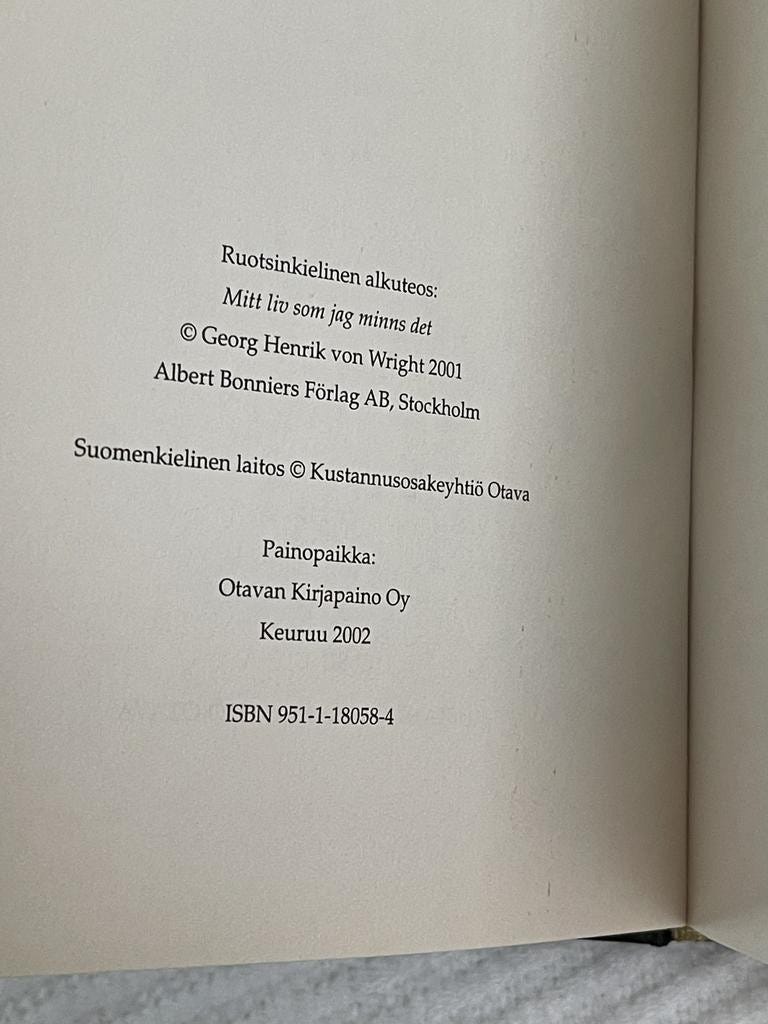 Ruotsinkielinen alkuteos:
Mitt liv som jag minns det
© Georg Henrik von Wright 2001
Albert Bonniers Förlag AB, Stockholm
Suomenkielinen laitos © Kustannusosakeyhtiö Otava
Painopaikka:
Otavan Kirjapaino Oy
Keuruu 2002
ISBN 951-1-18058-4